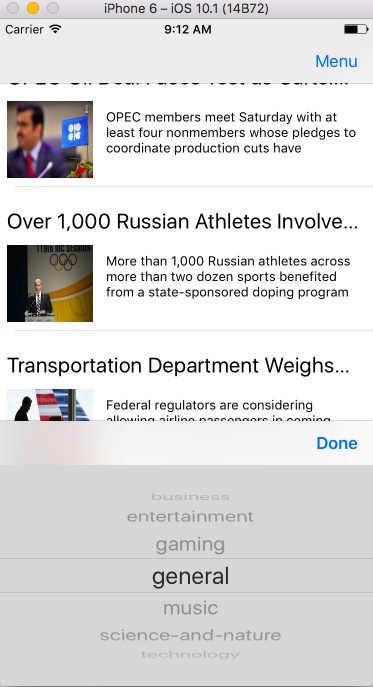 iPhone 6 – iOS 10.1 (14B72)
Carrier 9:12 AM
Menu
OPEC members meet Saturday with at
least four nonmembers whose pledges to
coordinate production cuts have
Over 1,000 Russian Athletes Involve...
More than 1,000 Russian athletes across
more than two dozen sports benefited
from a state-sponsored doping program
Transportation Department Weighs...
Federal regulators are considering
allowing airline passengers in coming
Done
business
entertainment
gaming
general
music
science-and-nature
technology